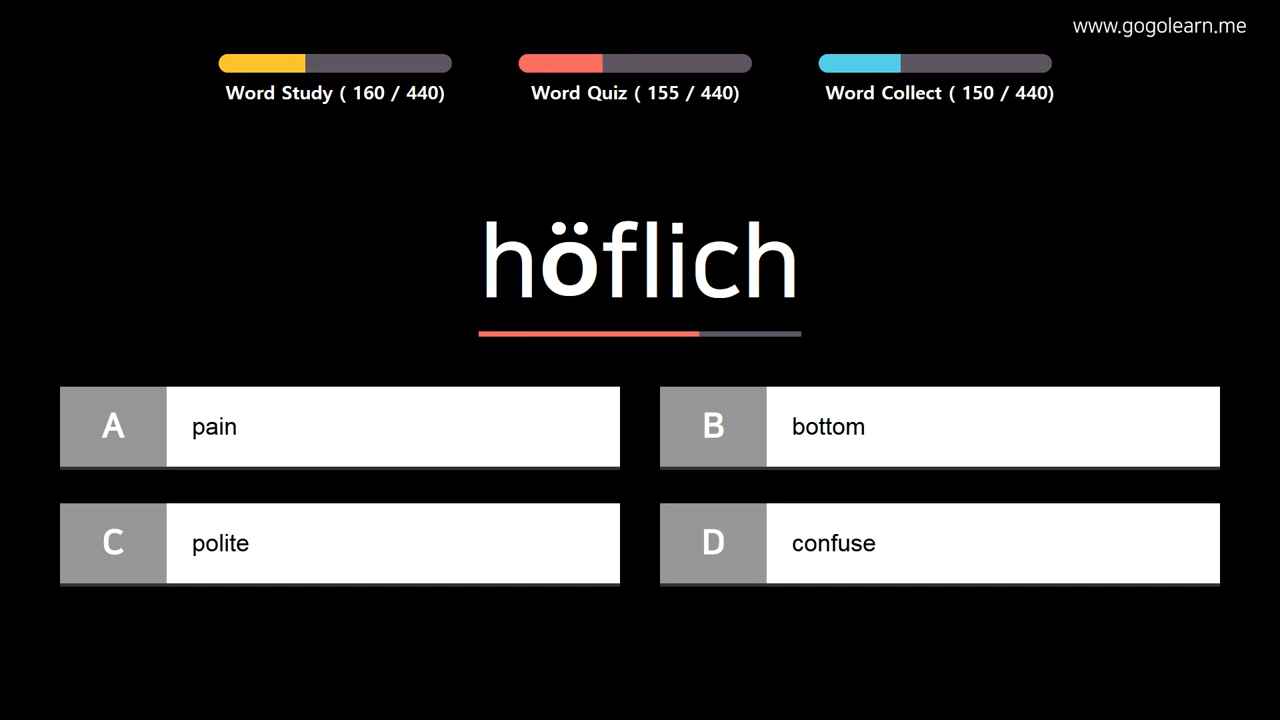 www.gogolearn.me
Word Study ( 160 / 440)
Word Quiz ( 155 / 440)
Word Collect ( 150 / 440)
höflich
A pain
B bottom
C polite
D confuse